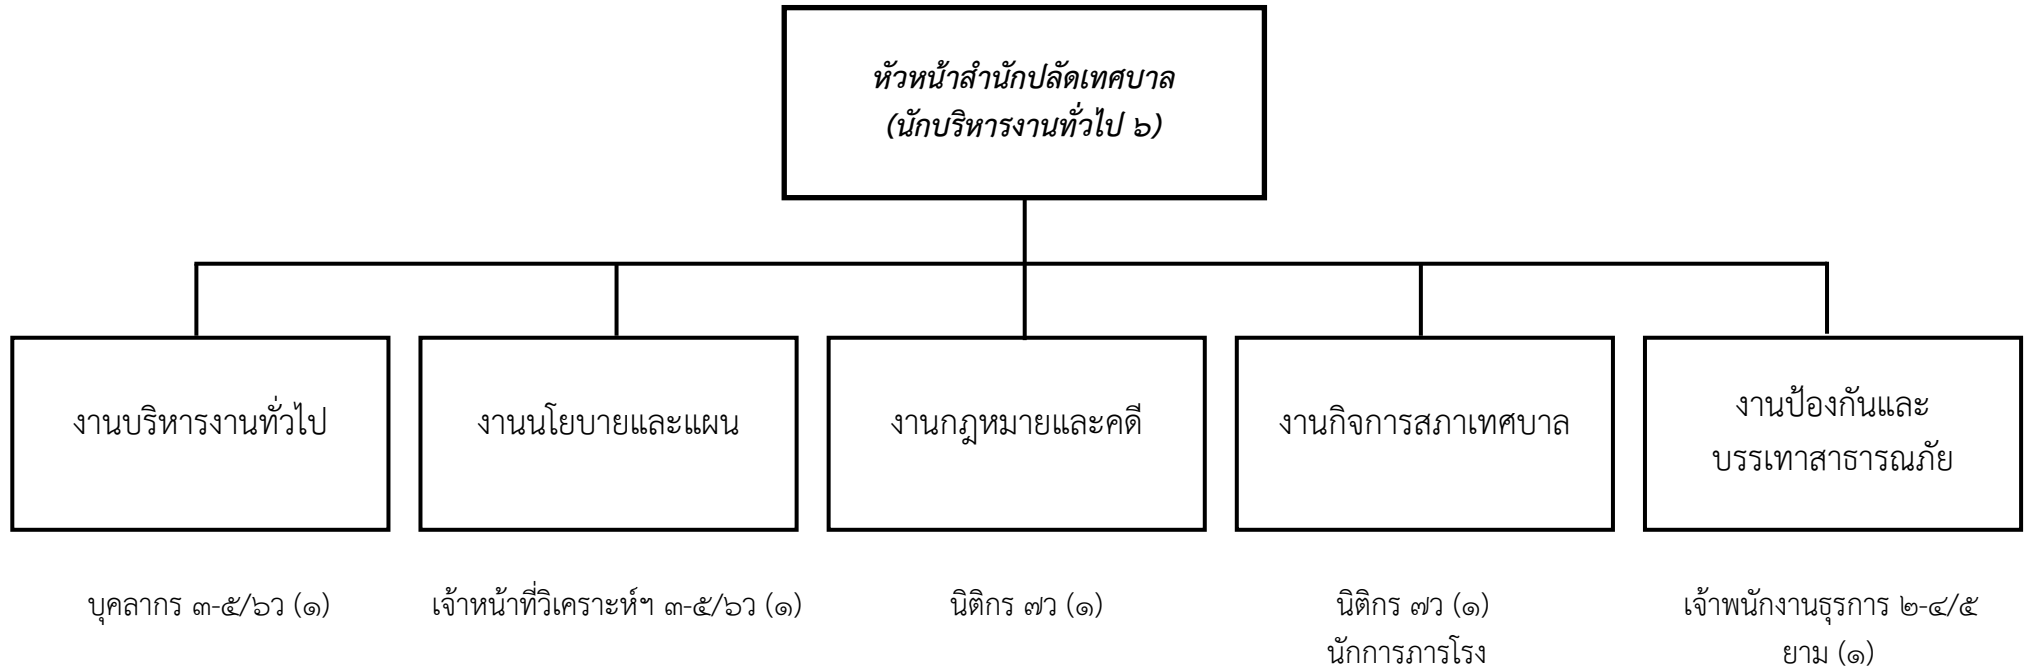 หัวหน้าสำนักปลัดเทศบาล
(นักบริหารงานทั่วไป ๖)
งานบริหารงานทั่วไป
งานนโยบายและแผน
งานกฎหมายและคดี
งานกิจการสภาเทศบาล
งานป้องกันและ
บรรเทาสาธารณภัย
บุคลากร ๓-๕/๖ว (๑)
เจ้าหน้าที่วิเคราะห์ฯ ๓-๕/๖ว (๑)
นิติกร ๗ว (๑)
นิติกร ๗ว (๑)
นักการภารโรง
เจ้าพนักงานธุรการ ๒-๔/๕
ยาม (๑)